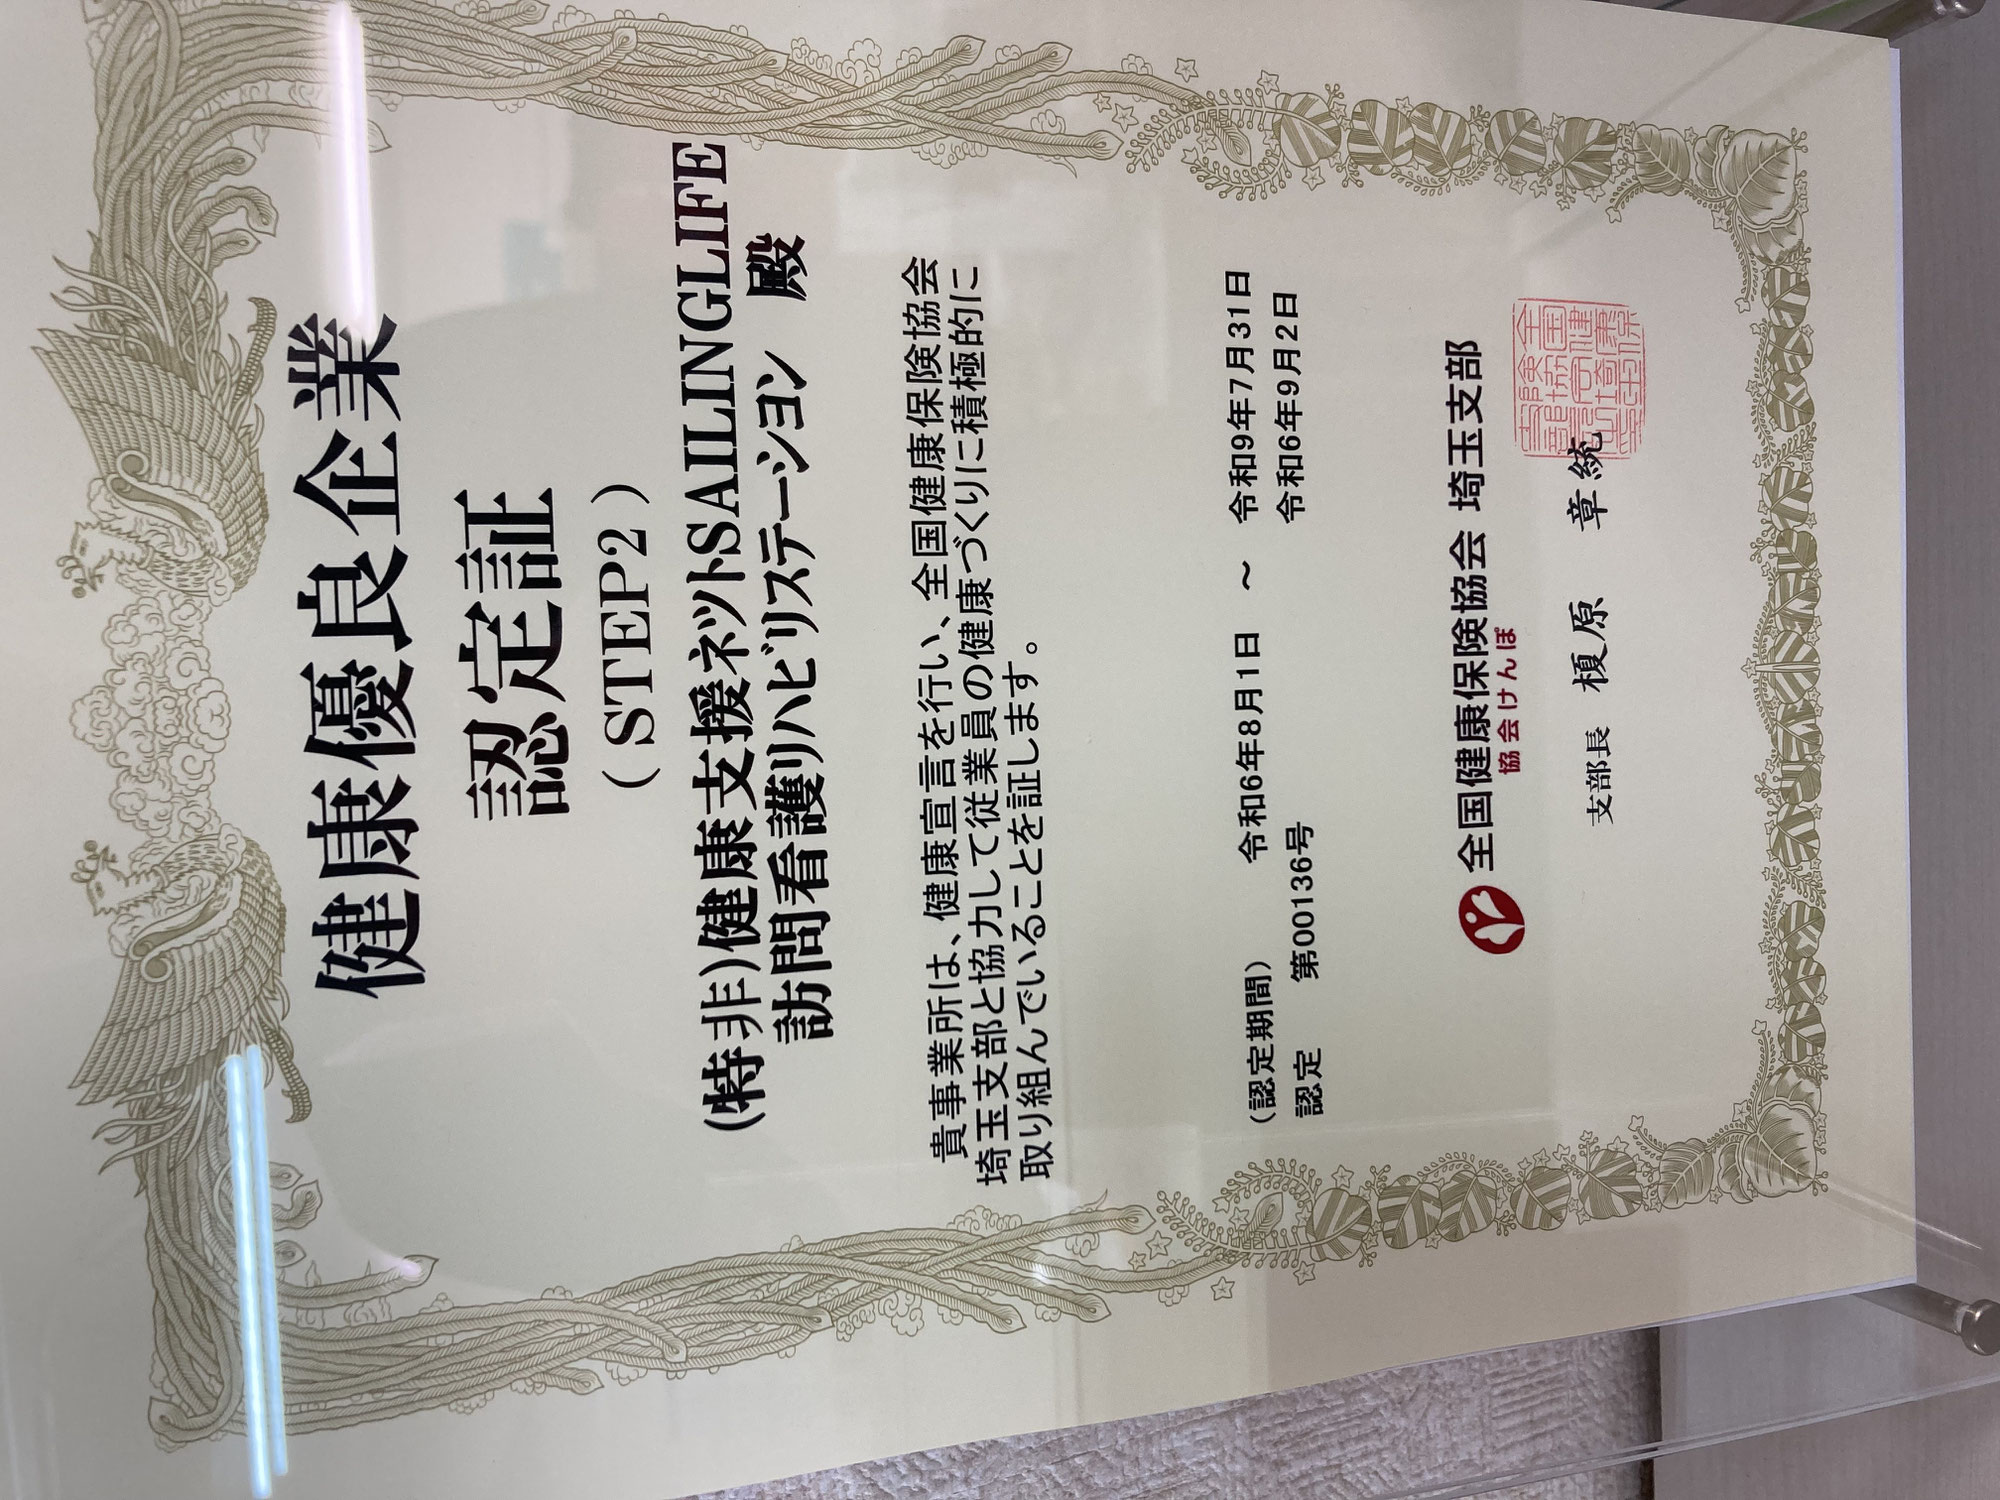 健康優良企業
認定証
（STEP2）
(特非)健康支援ネットSAILINGLIFE
訪問看護リハビリステーション 殿
貴事業所は、健康宣言を行い、全国健康保険協会
埼玉支部と協力して従業員の健康づくりに積極的に
取り組んでいることを証します。
（認定期間） 令和6年8月1日 ～ 令和9年7月31日
認定 第00136号 令和6年9月2日
全国健康保険協会 埼玉支部
協会けんぽ
支部長 榎原 章統